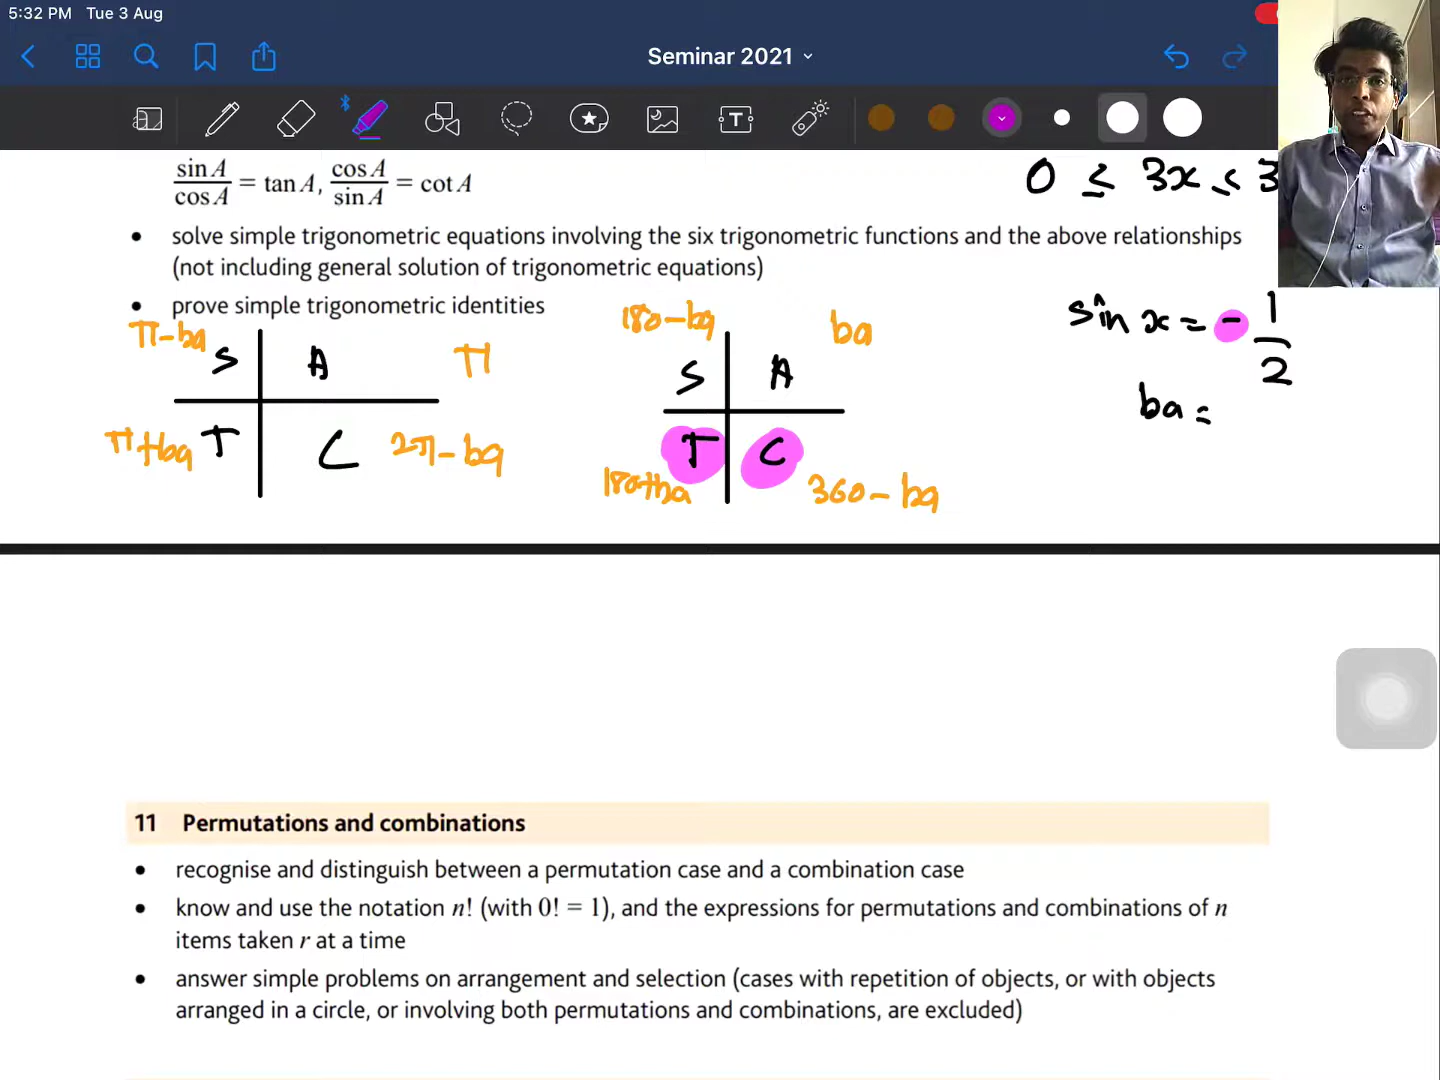 5:32 PM Tue 3 Aug
Seminar 2021
sin A / cos A = tan A, cos A / sin A = cot A
0 ≤ 3x ≤ 3
• solve simple trigonometric equations involving the six trigonometric functions and the above relationships
(not including general solution of trigonometric equations)
• prove simple trigonometric identities
π-ba S A π
π+ba T C 2π-ba
180-ba S A ba
180+ba T C 360-ba
sin x = - 1/2
ba =
11 Permutations and combinations
• recognise and distinguish between a permutation case and a combination case
• know and use the notation n! (with 0! = 1), and the expressions for permutations and combinations of n
items taken r at a time
• answer simple problems on arrangement and selection (cases with repetition of objects, or with objects
arranged in a circle, or involving both permutations and combinations, are excluded)